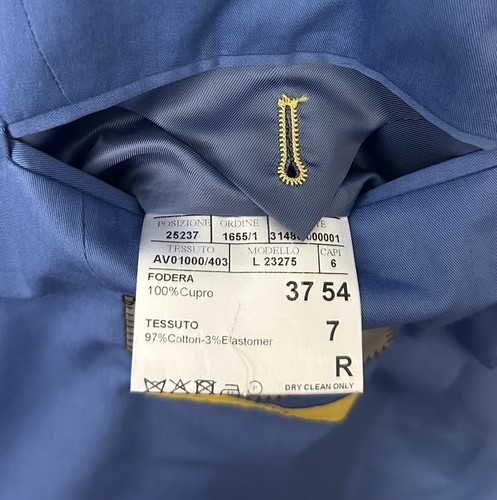 POSIZIONE ORDINE
25237 1655/1 000001
TESSUTO MODELLO CAPI
AV01000/403 L 23275 6
FODERA
100%Cupro
37 54
TESSUTO
97%Cotton-3%Elastomer
7
R
P
DRY CLEAN ONLY